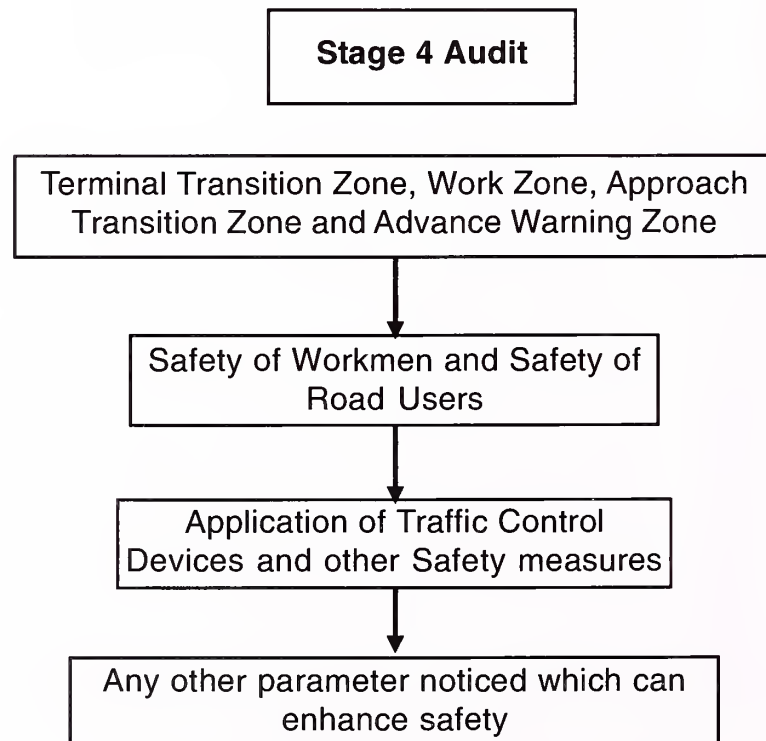 Stage 4 Audit
Terminal Transition Zone, Work Zone, Approach
Transition Zone and Advance Warning Zone
Safety of Workmen and Safety of
Road Users
Application of Traffic Control
Devices and other Safety measures
Any other parameter noticed which can
enhance safety